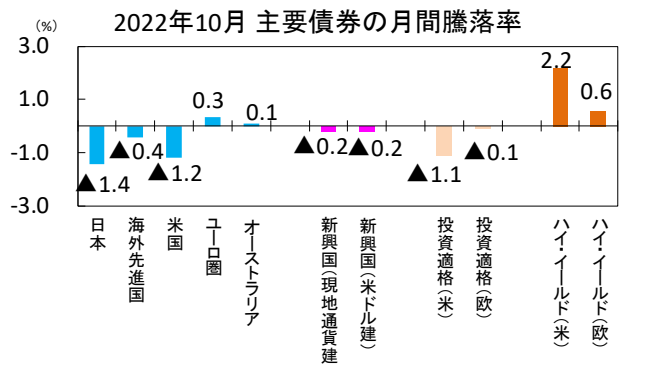 2022年10月 主要債券の月間騰落率
(%)
3.0
1.0
-1.0
-3.0
▲1.4
▲0.4
▲1.2
0.3
0.1
▲0.2
▲0.2
▲1.1
▲0.1
2.2
0.6
日本
海外先進国
米国
ユーロ圏
オーストラリア
新興国(現地通貨建
新興国(米ドル建)
投資適格(米)
投資適格(欧)
ハイ・イールド(米)
ハイ・イールド(欧)